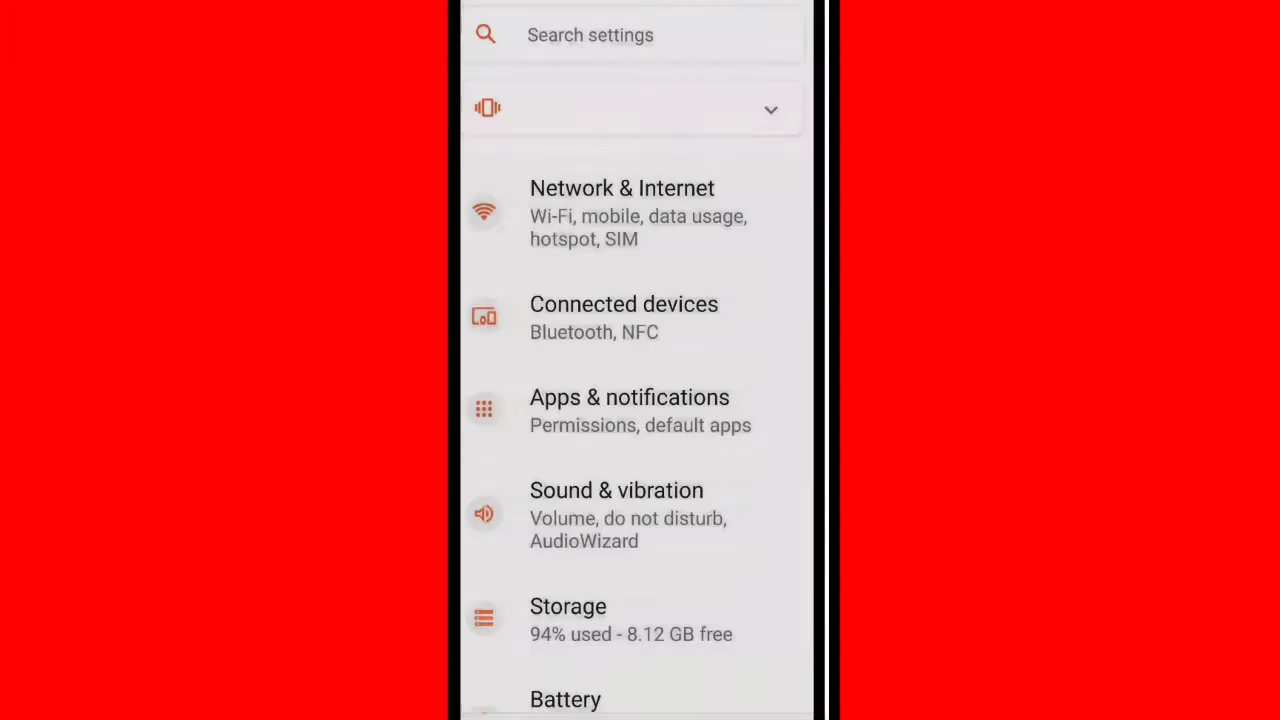 Search settings
Network & Internet
Wi-Fi, mobile, data usage,
hotspot, SIM
Connected devices
Bluetooth, NFC
Apps & notifications
Permissions, default apps
Sound & vibration
Volume, do not disturb,
AudioWizard
Storage
94% used - 8.12 GB free
Battery